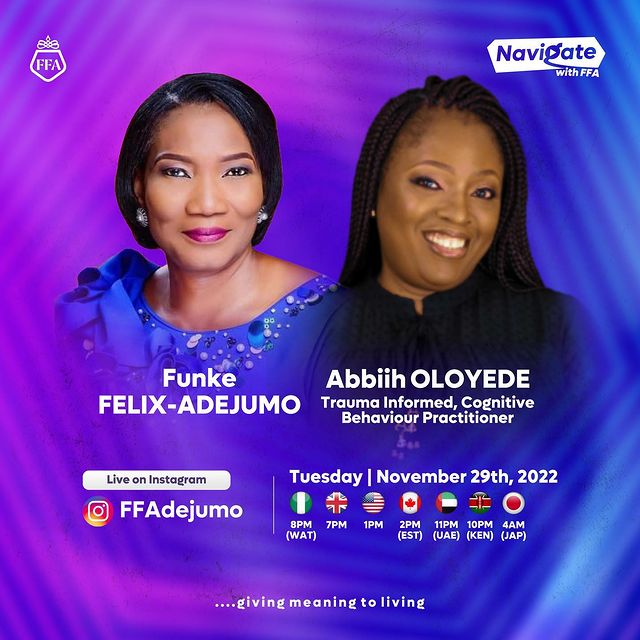 FFA
Navigate
with FFA
Funke
FELIX-ADEJUMO
Abbiih OLOYEDE
Trauma Informed, Cognitive
Behaviour Practitioner
Live on Instagram
FFAdejumo
Tuesday | November 29th, 2022
8PM 7PM 1PM 2PM 11PM 10PM 4AM
(WAT) (EST) (UAE) (KEN) (JAP)
....giving meaning to living